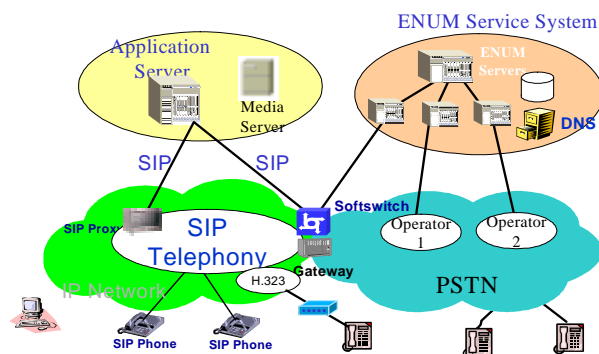 ENUM Service System
Application
Server
ENUM
Servers
Media
Server
DNS
SIP
SIP
Softswitch
SIP Proxy
SIP
Telephony
Operator
1
Operator
2
Gateway
H.323
PSTN
IP Network
SIP Phone
SIP Phone